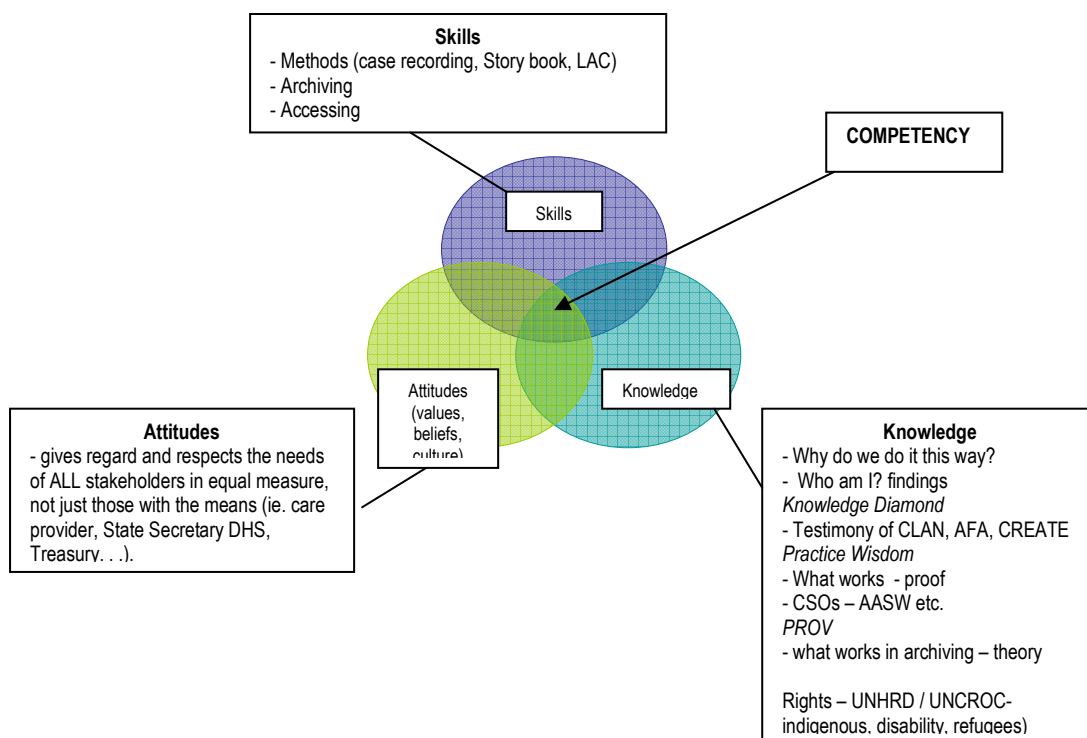 Skills
- Methods (case recording, Story book, LAC)
- Archiving
- Accessing
COMPETENCY
Skills
Attitudes
(values,
beliefs,
culture)
Knowledge
Attitudes
- gives regard and respects the needs
of ALL stakeholders in equal measure,
not just those with the means (ie. care
provider, State Secretary DHS,
Treasury. . .).
Knowledge
- Why do we do it this way?
- Who am I? findings
Knowledge Diamond
- Testimony of CLAN, AFA, CREATE
Practice Wisdom
- What works - proof
- CSOs – AASW etc.
PROV
- what works in archiving – theory
Rights – UNHRD / UNCROC-
indigenous, disability, refugees)